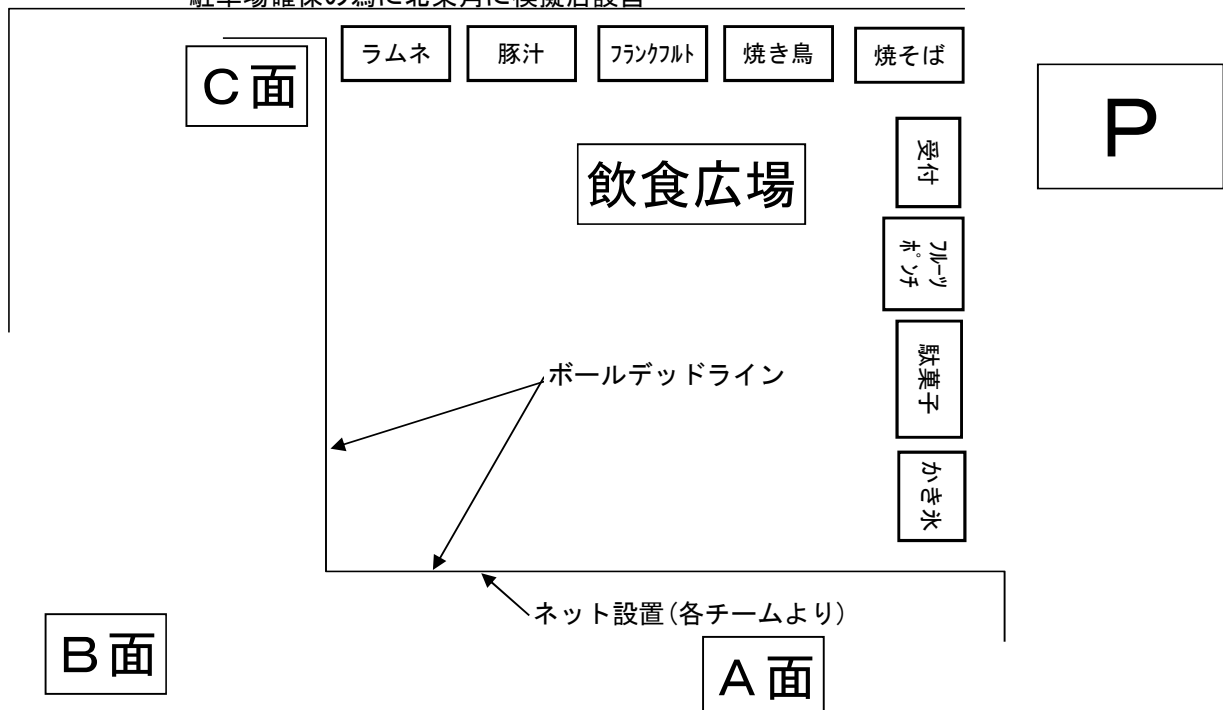 駐車場確保の為に北東角に模擬店設営
ラムネ
豚汁
ﾌﾗﾝｸﾌﾙﾄ
焼き鳥
焼そば
C面
P
受付
飲食広場
ﾌﾙｰﾂ
ﾎﾟﾝﾁ
駄菓子
ボールデッドライン
かき氷
ネット設置(各チームより)
B面
A面